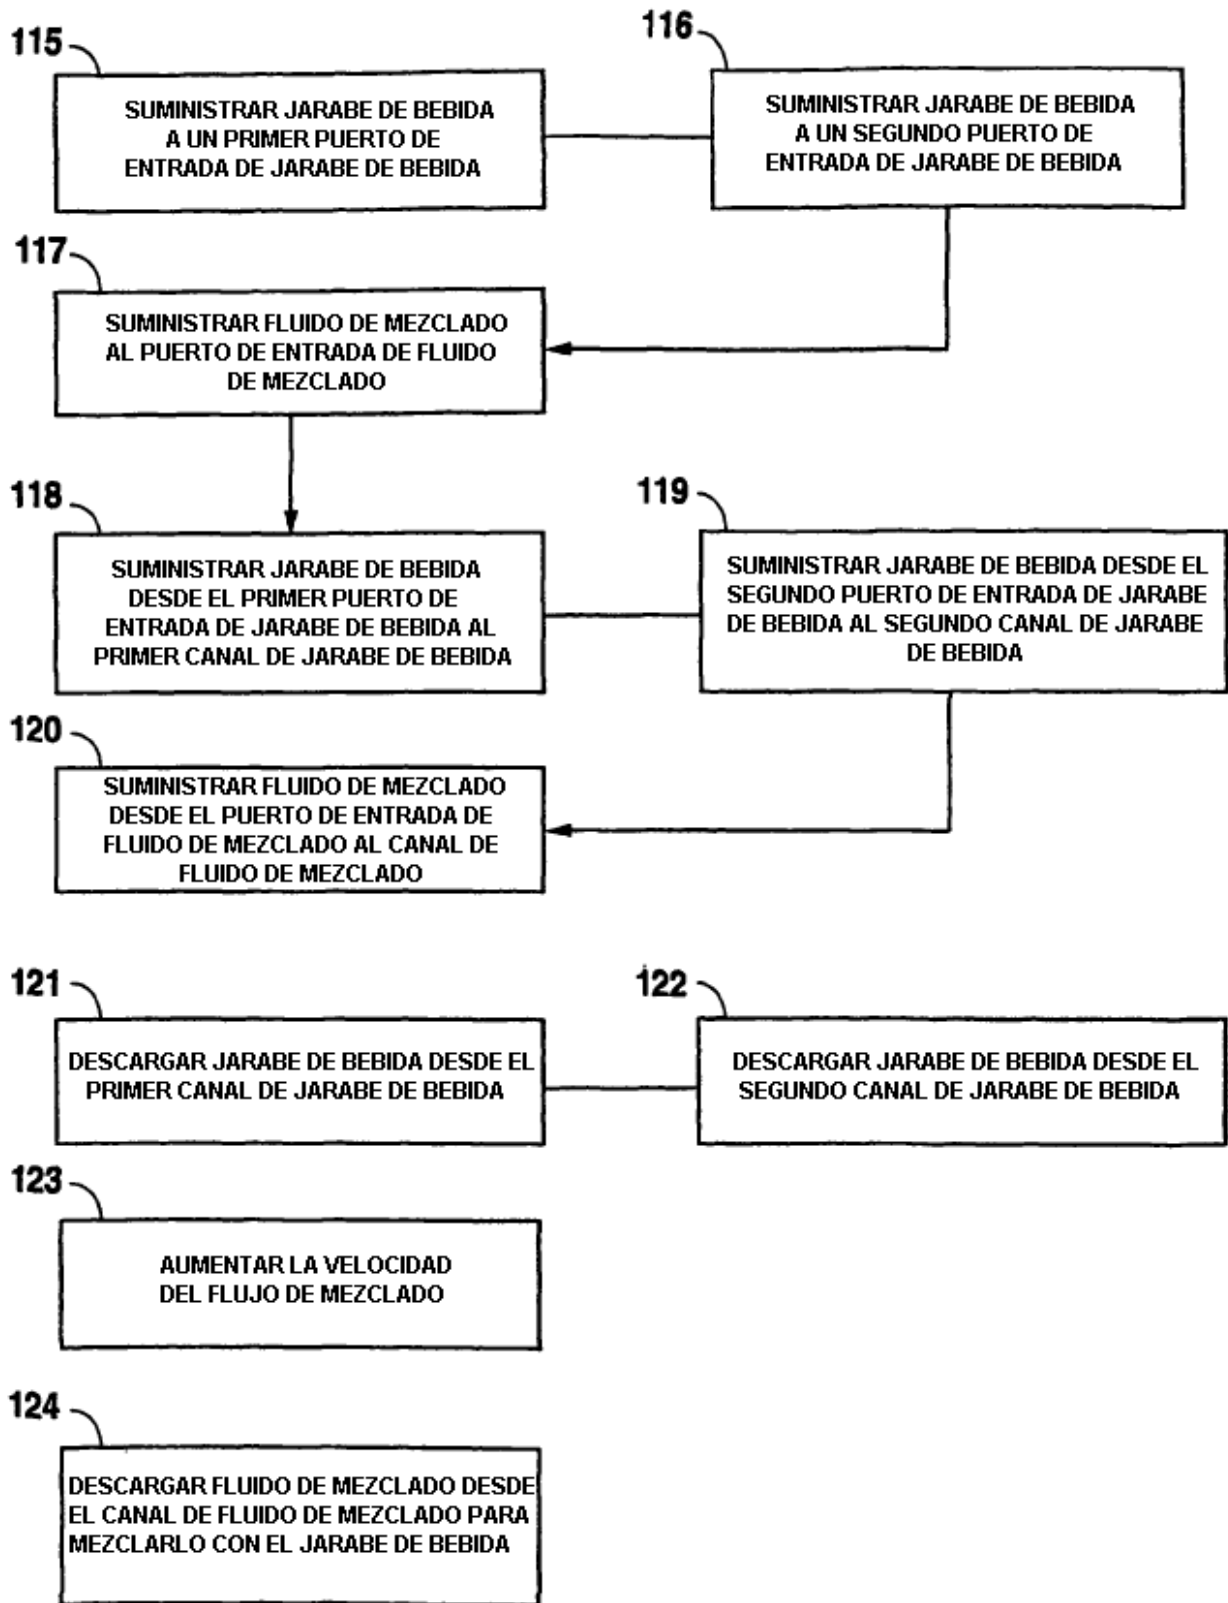 115
SUMINISTRAR JARABE DE BEBIDA
A UN PRIMER PUERTO DE
ENTRADA DE JARABE DE BEBIDA
116
SUMINISTRAR JARABE DE BEBIDA
A UN SEGUNDO PUERTO DE
ENTRADA DE JARABE DE BEBIDA
117
SUMINISTRAR FLUIDO DE MEZCLADO
AL PUERTO DE ENTRADA DE FLUIDO
DE MEZCLADO
118
SUMINISTRAR JARABE DE BEBIDA
DESDE EL PRIMER PUERTO DE
ENTRADA DE JARABE DE BEBIDA AL
PRIMER CANAL DE JARABE DE BEBIDA
119
SUMINISTRAR JARABE DE BEBIDA DESDE EL
SEGUNDO PUERTO DE ENTRADA DE JARABE
DE BEBIDA AL SEGUNDO CANAL DE JARABE
DE BEBIDA
120
SUMINISTRAR FLUIDO DE MEZCLADO
DESDE EL PUERTO DE ENTRADA DE
FLUIDO DE MEZCLADO AL CANAL DE
FLUIDO DE MEZCLADO
121
DESCARGAR JARABE DE BEBIDA DESDE EL
PRIMER CANAL DE JARABE DE BEBIDA
122
DESCARGAR JARABE DE BEBIDA DESDE EL
SEGUNDO CANAL DE JARABE DE BEBIDA
123
AUMENTAR LA VELOCIDAD
DEL FLUJO DE MEZCLADO
124
DESCARGAR FLUIDO DE MEZCLADO DESDE
EL CANAL DE FLUIDO DE MEZCLADO PARA
MEZCLARLO CON EL JARABE DE BEBIDA